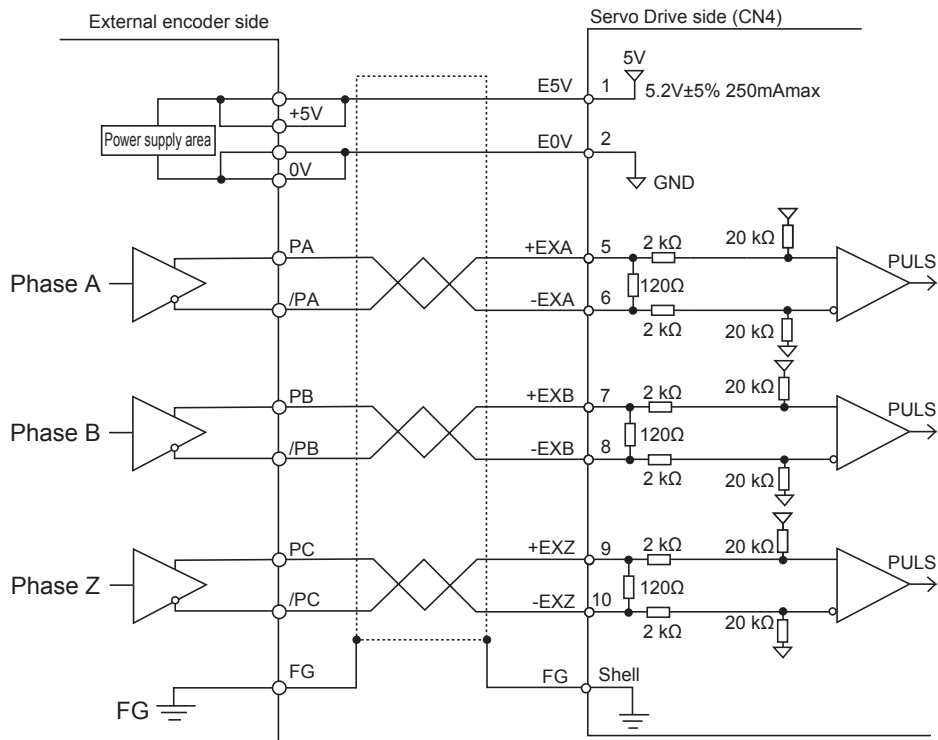 External encoder side
Servo Drive side (CN4)
5V
E5V
1
5.2V±5% 250mAmax
+5V
Power supply area
E0V
2
0V
GND
PA
+EXA
5
2 kΩ
20 kΩ
PULS
Phase A
120Ω
/PA
-EXA
6
2 kΩ
20 kΩ
PB
+EXB
7
2 kΩ
20 kΩ
PULS
Phase B
120Ω
/PB
-EXB
8
2 kΩ
20 kΩ
PC
+EXZ
9
2 kΩ
20 kΩ
PULS
Phase Z
120Ω
/PC
-EXZ
10
2 kΩ
20 kΩ
FG
FG
Shell
FG